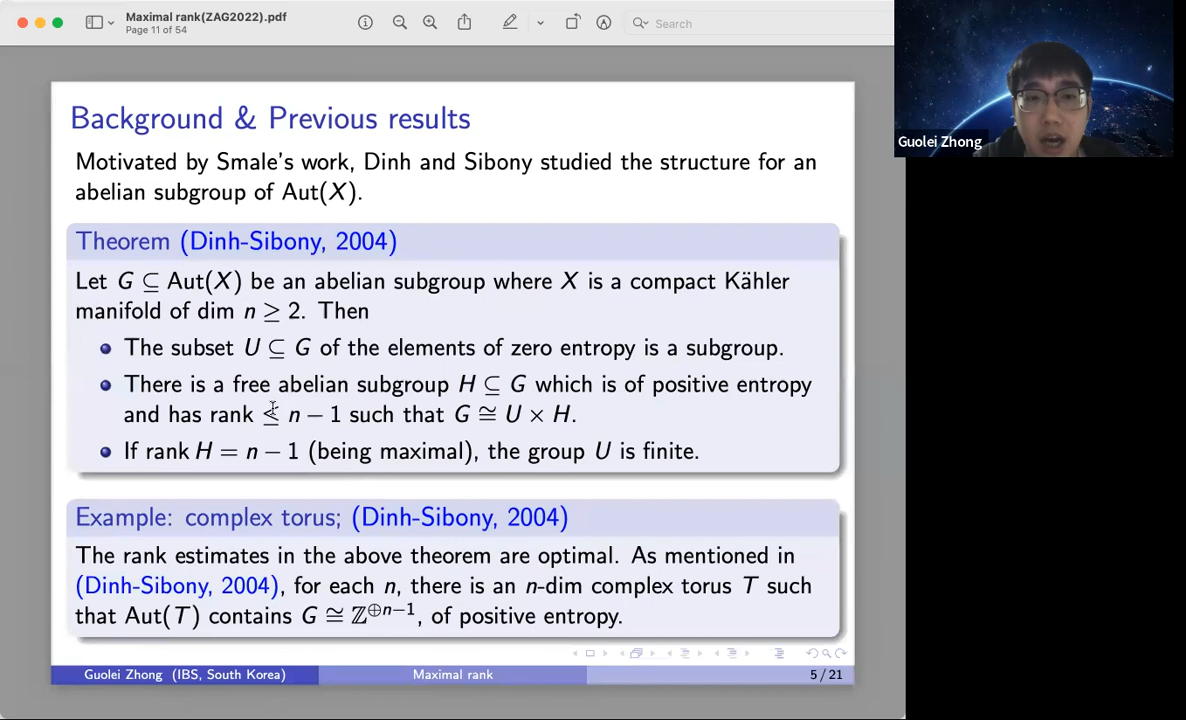 Maximal rank(ZAG2022).pdf
Page 11 of 54
Search
Guolei Zhong
Background & Previous results
Motivated by Smale's work, Dinh and Sibony studied the structure for an
abelian subgroup of Aut(X).
Theorem (Dinh-Sibony, 2004)
Let G ⊆ Aut(X) be an abelian subgroup where X is a compact Kähler
manifold of dim n ≥ 2. Then
The subset U ⊆ G of the elements of zero entropy is a subgroup.
There is a free abelian subgroup H ⊆ G which is of positive entropy
and has rank ≤ n − 1 such that G ≅ U × H.
If rank H = n − 1 (being maximal), the group U is finite.
Example: complex torus; (Dinh-Sibony, 2004)
The rank estimates in the above theorem are optimal. As mentioned in
(Dinh-Sibony, 2004), for each n, there is an n-dim complex torus T such
that Aut(T) contains G ≅ ℤ^{⊕n−1}, of positive entropy.
Guolei Zhong (IBS, South Korea) Maximal rank 5 / 21